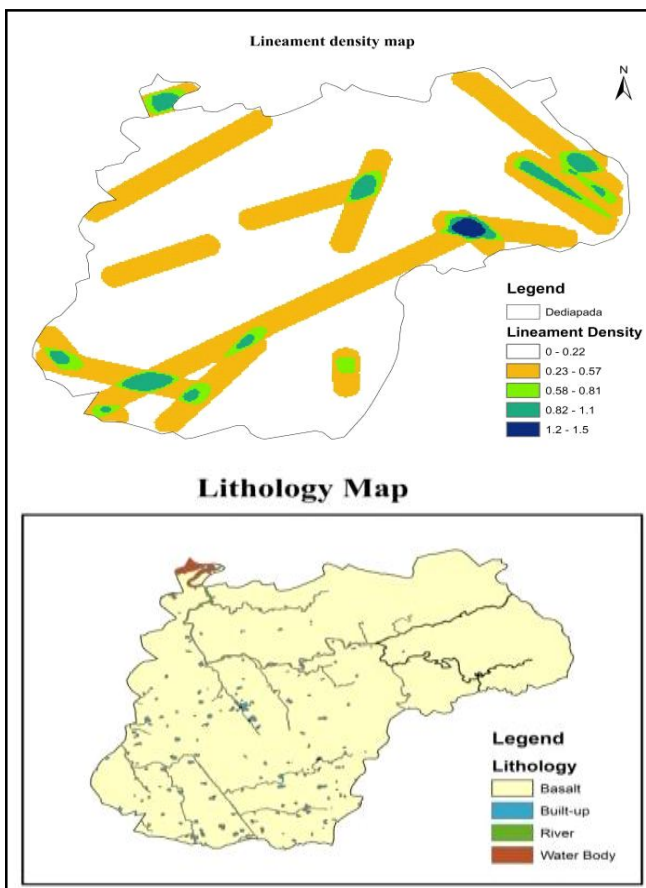 Lineament density map
N
Legend
Dediapada
Lineament Density
0 - 0.22
0.23 - 0.57
0.58 - 0.81
0.82 - 1.1
1.2 - 1.5
Lithology Map
Legend
Lithology
Basalt
Built-up
River
Water Body